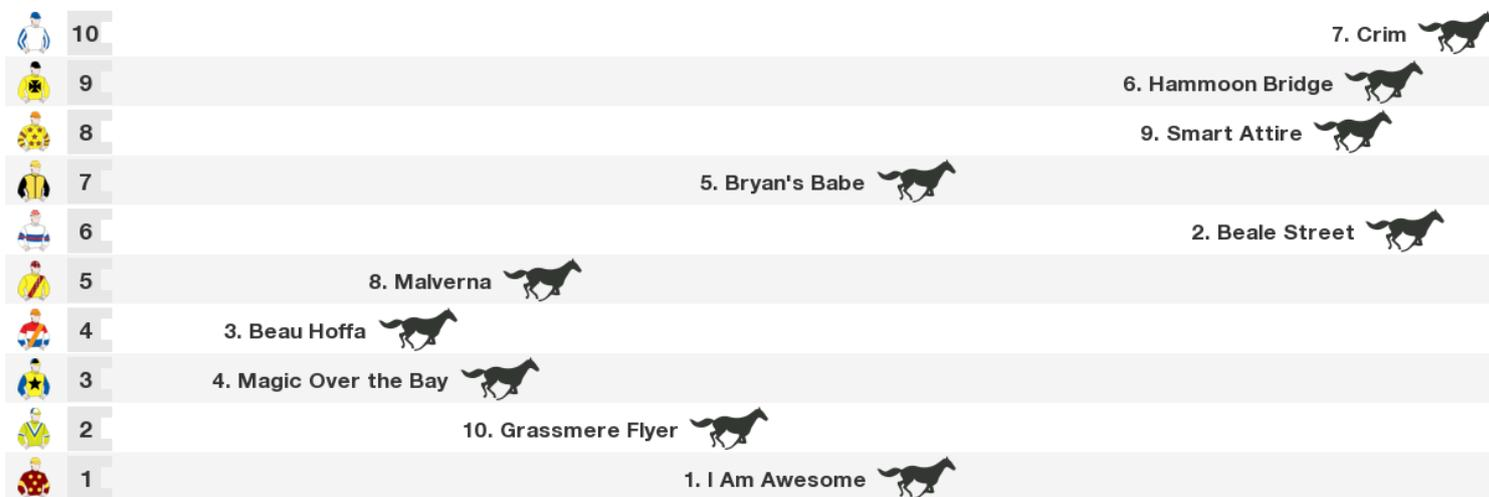 10 7. Crim
9 6. Hammoon Bridge
8 9. Smart Attire
7 5. Bryan's Babe
6 2. Beale Street
5 8. Malverna
4 3. Beau Hoffa
3 4. Magic Over the Bay
2 10. Grassmere Flyer
1 1. I Am Awesome